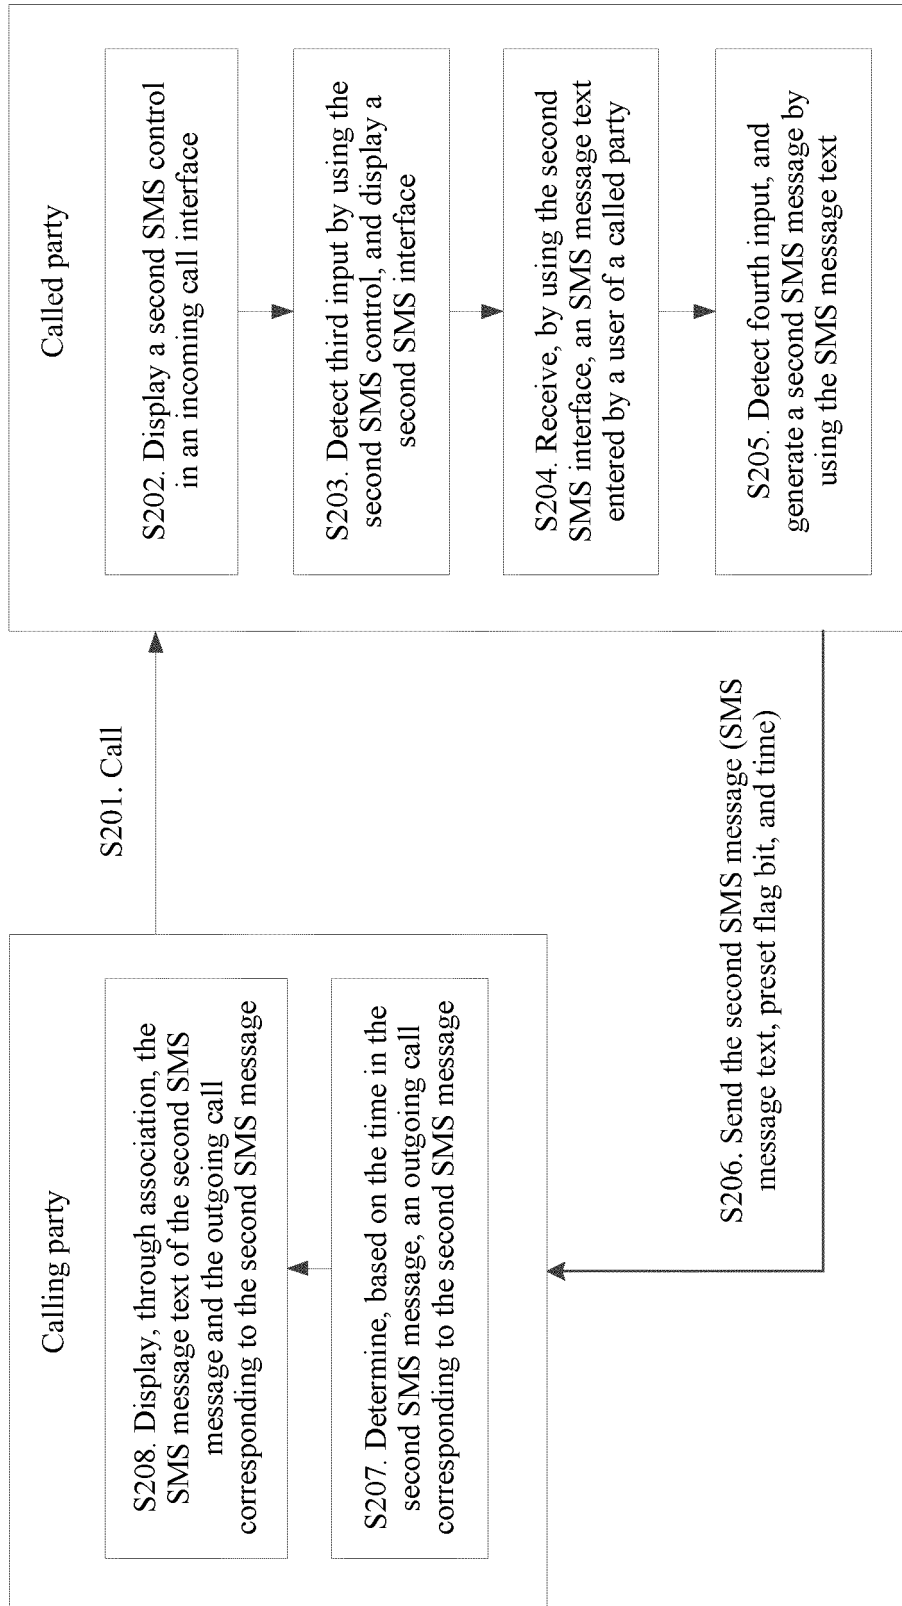 Calling party
S208. Display, through association, the
SMS message text of the second SMS
message and the outgoing call
corresponding to the second SMS message
S207. Determine, based on the time in the
second SMS message, an outgoing call
corresponding to the second SMS message
S201. Call
S206. Send the second SMS message (SMS
message text, preset flag bit, and time)
Called party
S202. Display a second SMS control
in an incoming call interface
S203. Detect third input by using the
second SMS control, and display a
second SMS interface
S204. Receive, by using the second
SMS interface, an SMS message text
entered by a user of a called party
S205. Detect fourth input, and
generate a second SMS message by
using the SMS message text